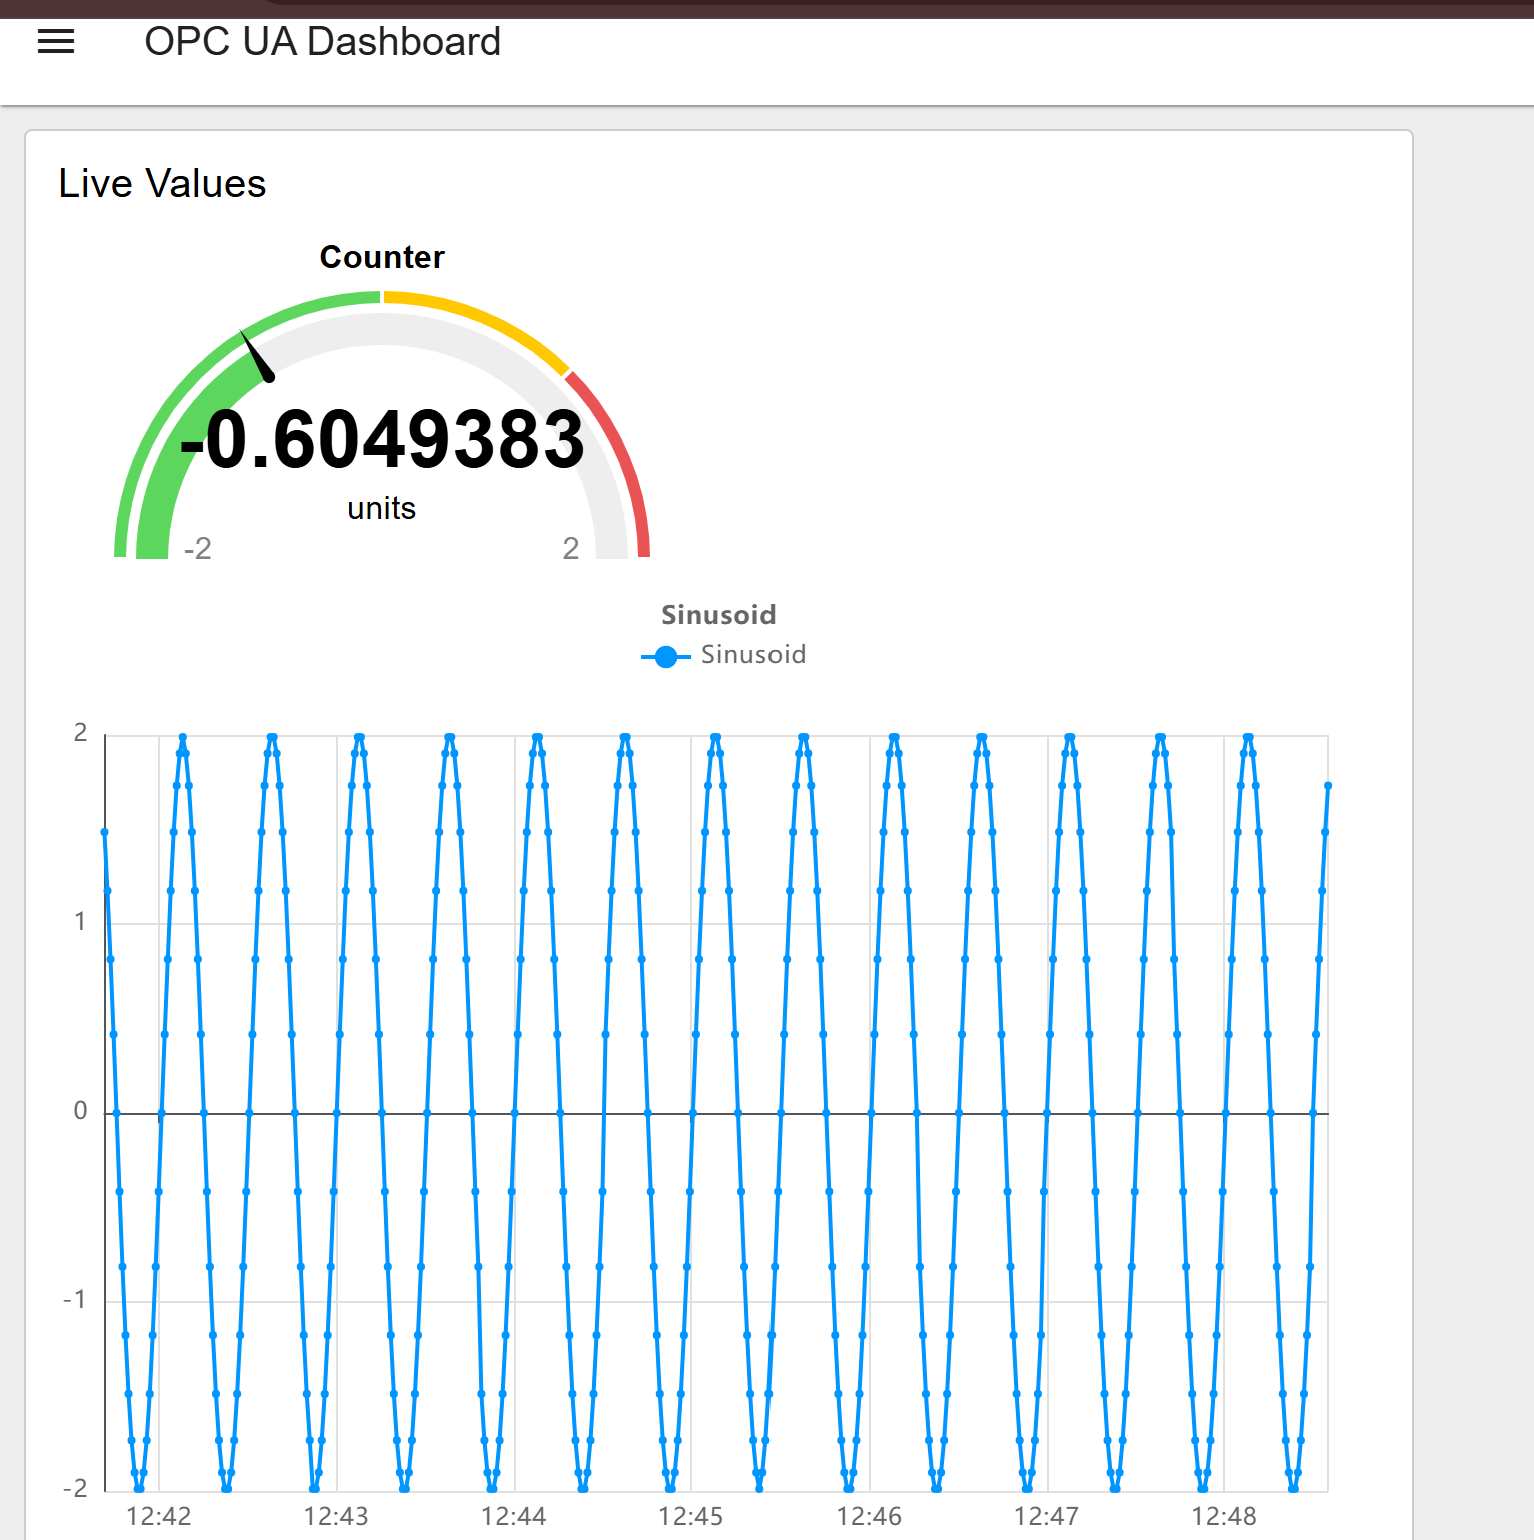 OPC UA Dashboard
Live Values
Counter
-0.6049383
units
-2 2
Sinusoid
Sinusoid
2
1
0
-1
-2
12:42 12:43 12:44 12:45 12:46 12:47 12:48